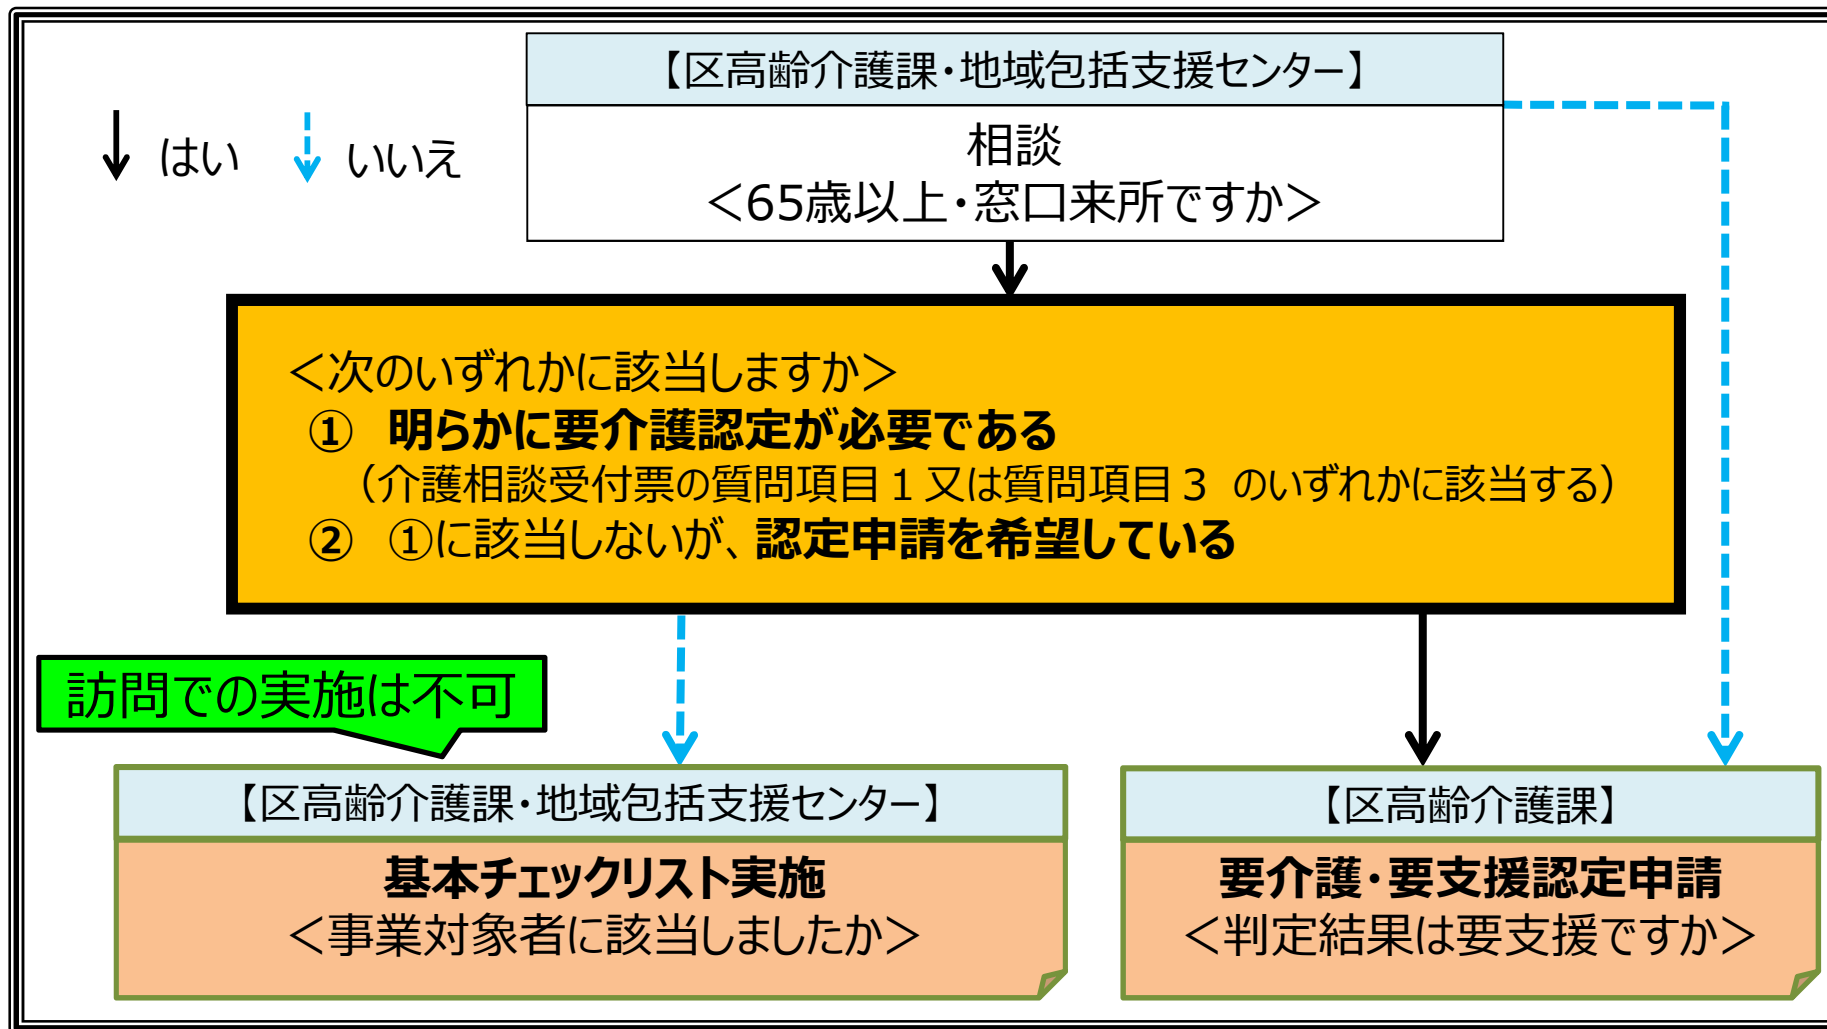 【区高齢介護課・地域包括支援センター】
相談
＜65歳以上・窓口来所ですか＞
はい
いいえ
＜次のいずれかに該当しますか＞
① 明らかに要介護認定が必要である
（介護相談受付票の質問項目１又は質問項目３ のいずれかに該当する）
② ①に該当しないが、認定申請を希望している
訪問での実施は不可
【区高齢介護課・地域包括支援センター】
基本チェックリスト実施
＜事業対象者に該当しましたか＞
【区高齢介護課】
要介護・要支援認定申請
＜判定結果は要支援ですか＞